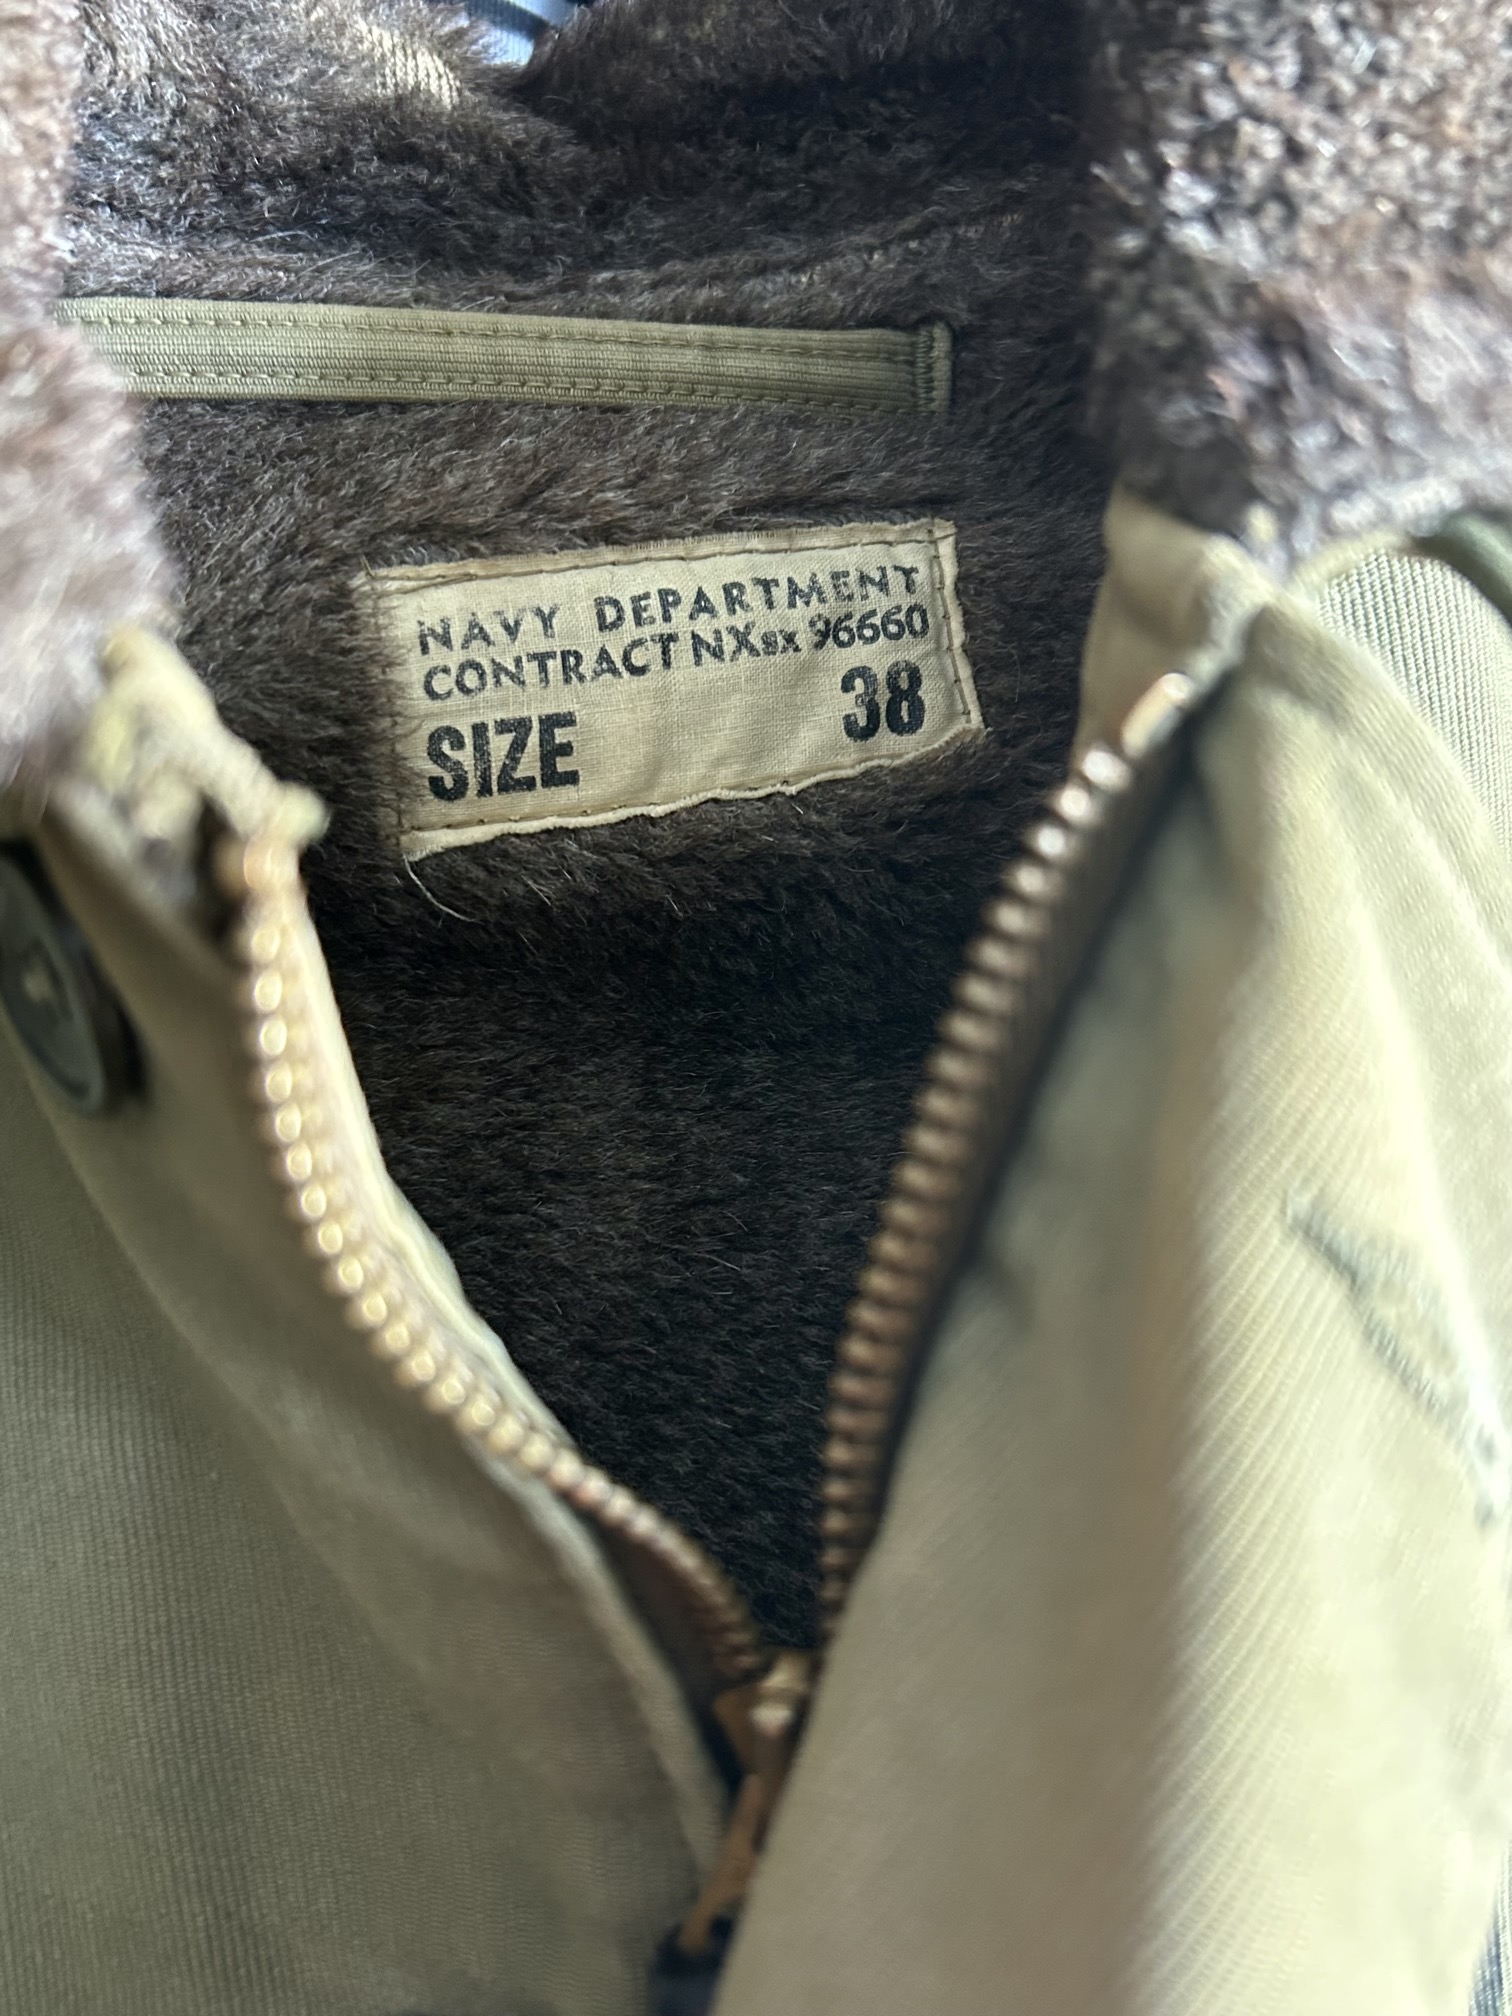 NAVY DEPARTMENT
CONTRACT NXsx 96660
SIZE 38